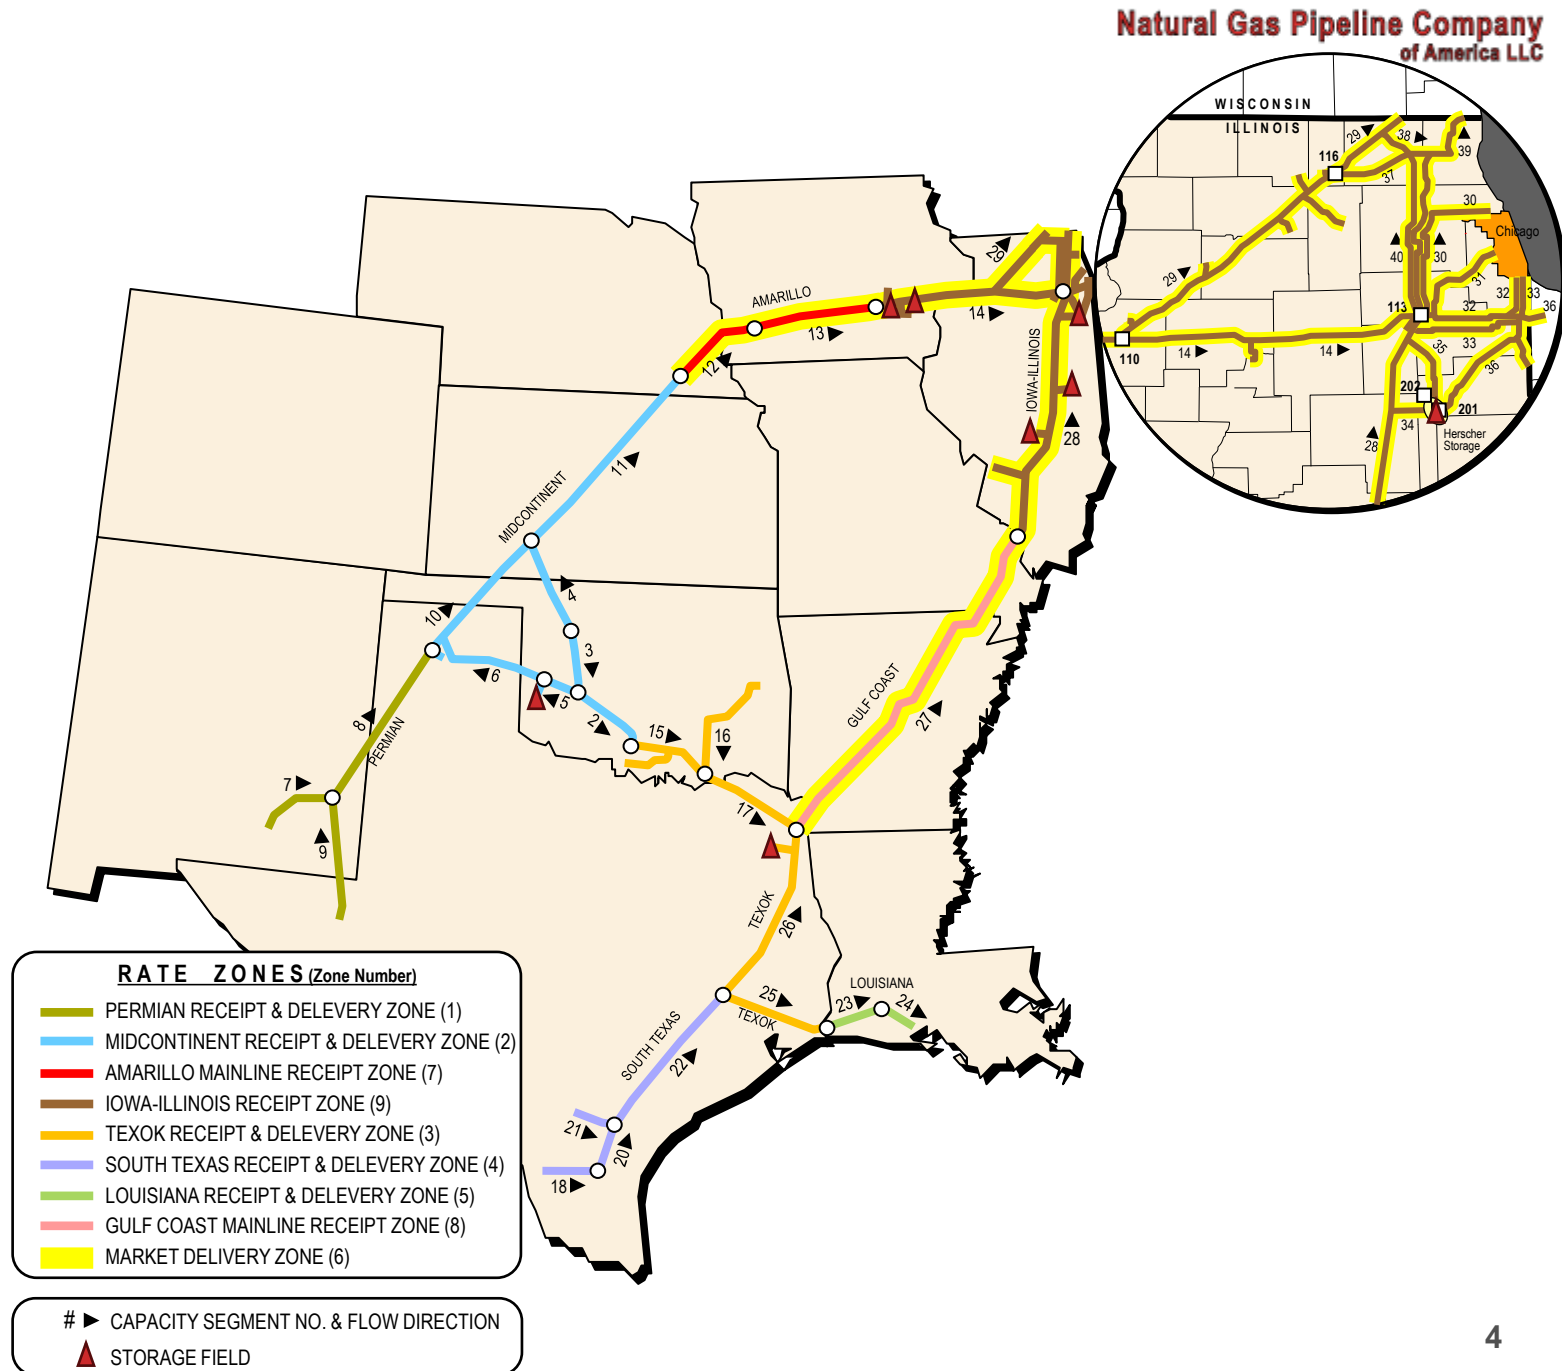 Natural Gas Pipeline Company
of America LLC
WISCONSIN
ILLINOIS
29
38
39
116
37
30
Chicago
40
30
31
29
32
33
36
113
32
33
110
14
14
35
36
202
201
34
28
Herscher
Storage
29
AMARILLO
13
14
12
IOWA-ILLINOIS
28
11
MIDCONTINENT
4
10
3
6
5
2
GULF COAST
27
15
16
8
PERMIAN
7
9
17
TEXOK
26
LOUISIANA
25
23
24
TEXOK
SOUTH TEXAS
22
21
20
18
RATE ZONES (Zone Number)
PERMIAN RECEIPT & DELEVERY ZONE (1)
MIDCONTINENT RECEIPT & DELEVERY ZONE (2)
AMARILLO MAINLINE RECEIPT ZONE (7)
IOWA-ILLINOIS RECEIPT ZONE (9)
TEXOK RECEIPT & DELEVERY ZONE (3)
SOUTH TEXAS RECEIPT & DELEVERY ZONE (4)
LOUISIANA RECEIPT & DELEVERY ZONE (5)
GULF COAST MAINLINE RECEIPT ZONE (8)
MARKET DELIVERY ZONE (6)
# ► CAPACITY SEGMENT NO. & FLOW DIRECTION
STORAGE FIELD
4